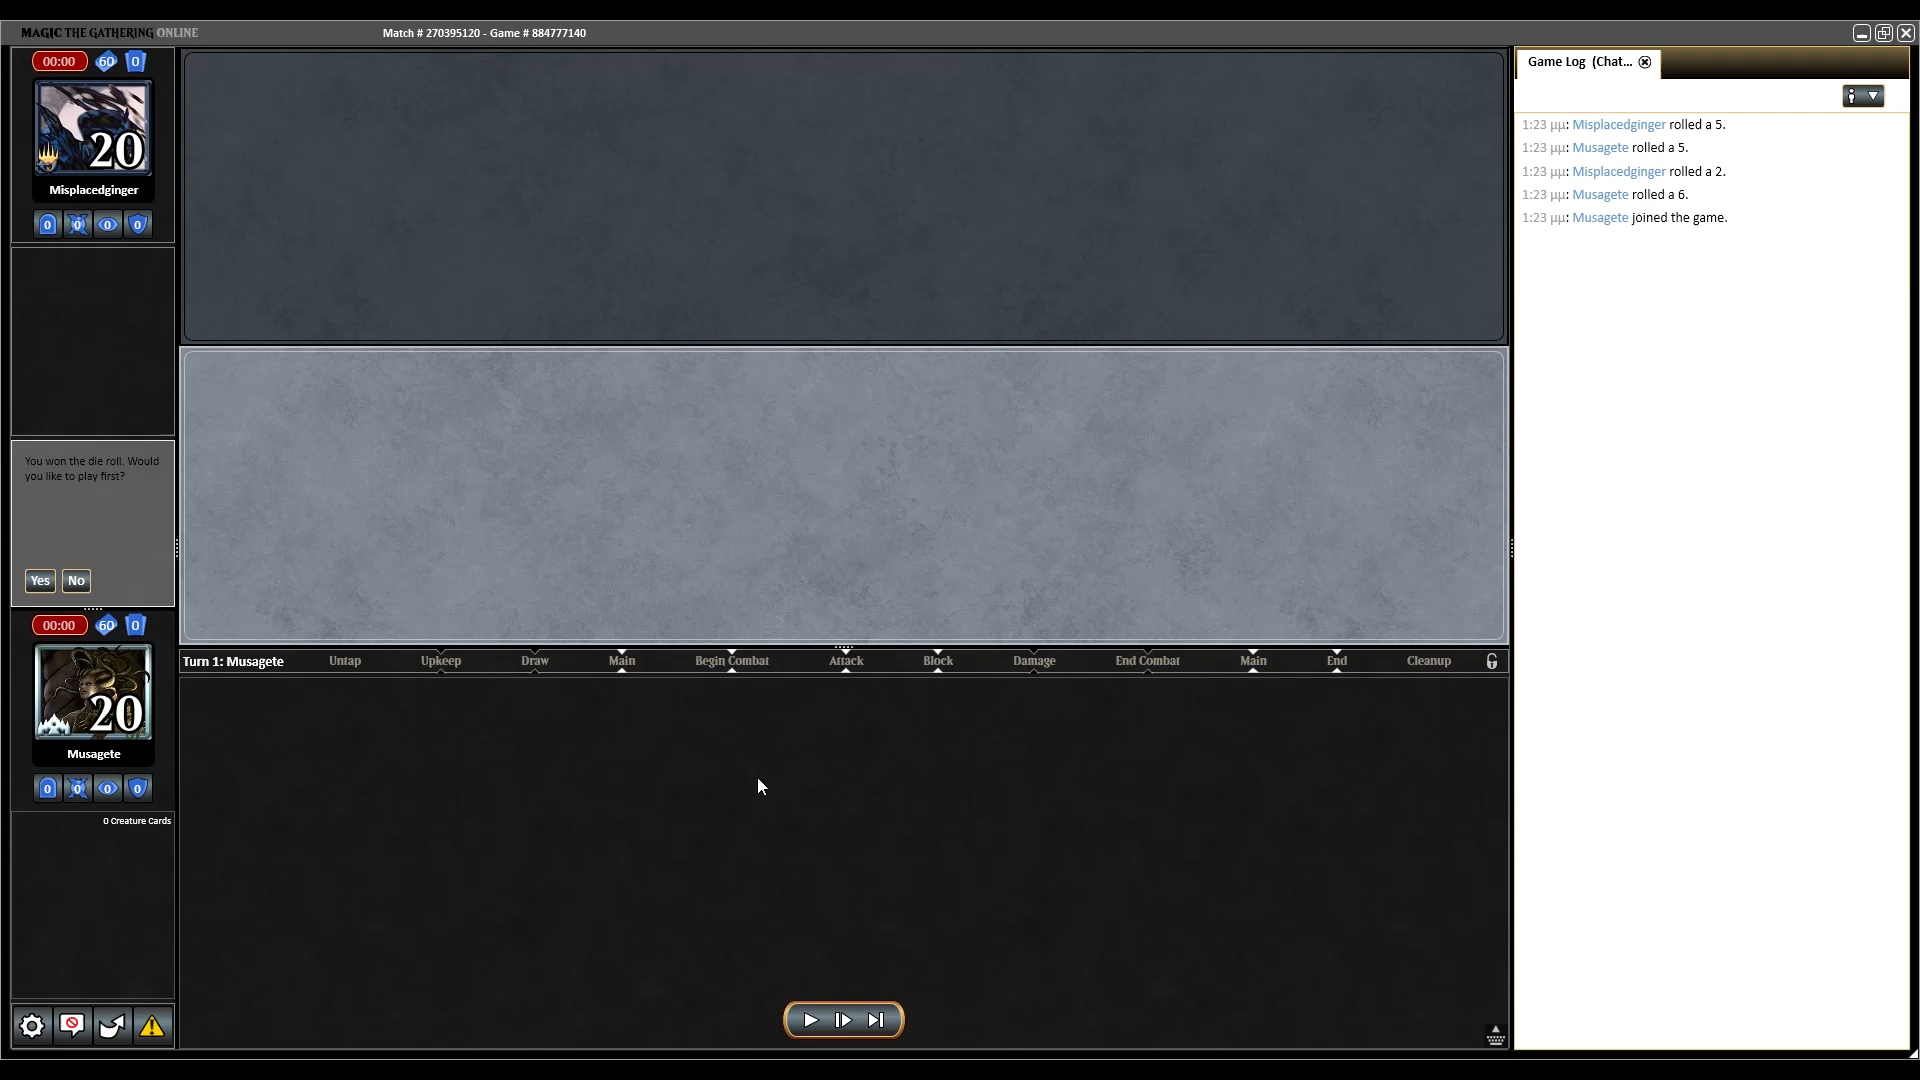 MAGIC THE GATHERING ONLINE
Match # 270395120 - Game # 884777140
00:00 60 0
20
Misplacedginger
0 0 0 0
You won the die roll. Would
you like to play first?
Yes No
00:00 60 0
20
Musagete
0 0 0 0
0 Creature Cards
Turn 1: Musagete Untap Upkeep Draw Main Begin Combat Attack Block Damage End Combat Main End Cleanup
Game Log (Chat...
1:23 μμ: Misplacedginger rolled a 5.
1:23 μμ: Musagete rolled a 5.
1:23 μμ: Misplacedginger rolled a 2.
1:23 μμ: Musagete rolled a 6.
1:23 μμ: Musagete joined the game.